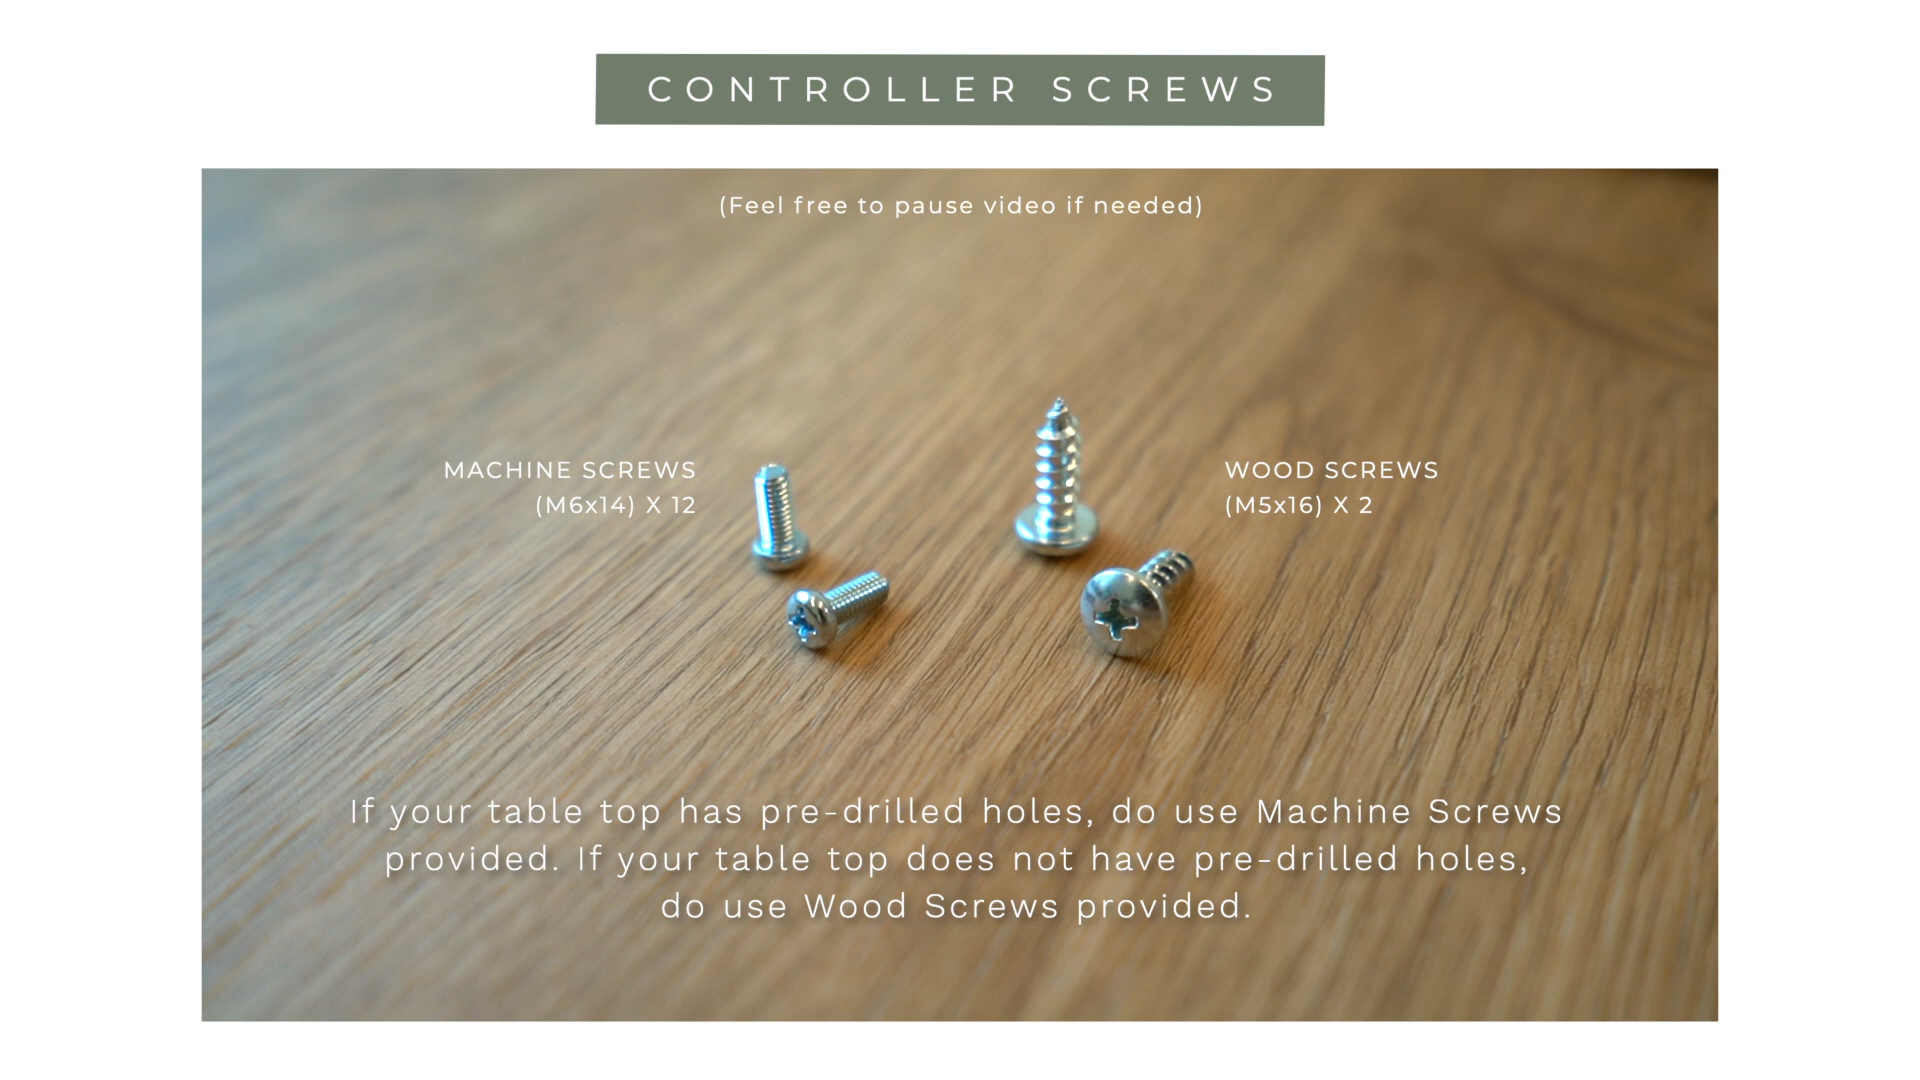 CONTROLLER SCREWS
(Feel free to pause video if needed)
MACHINE SCREWS
(M6x14) X 12
WOOD SCREWS
(M5x16) X 2
If your table top has pre-drilled holes, do use Machine Screws
provided. If your table top does not have pre-drilled holes,
do use Wood Screws provided.